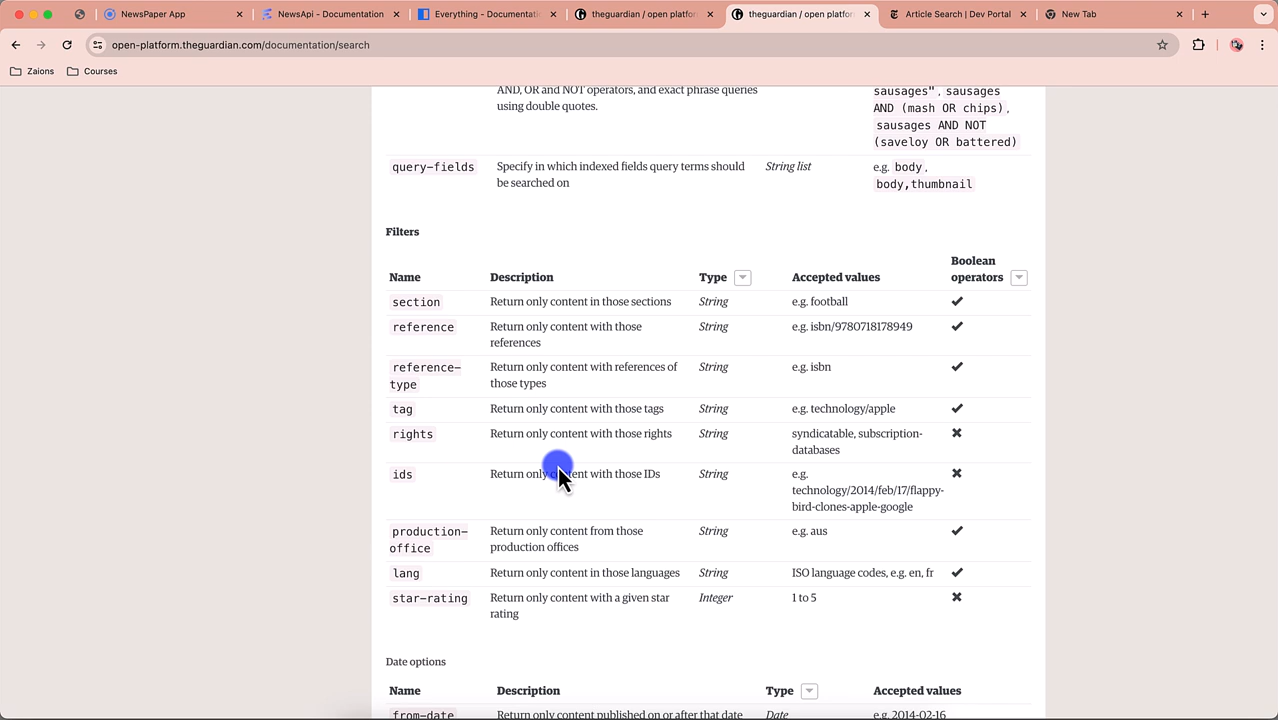 NewsPaper App
NewsApi - Documentation
Everything - Documentatio
theguardian / open platfor
theguardian / open platfor
Article Search | Dev Portal
New Tab
open-platform.theguardian.com/documentation/search
Zaions
Courses
AND, OR and NOT operators, and exact phrase queries
using double quotes.
sausages", sausages
AND (mash OR chips),
sausages AND NOT
(saveloy OR battered)
query-fields
Specify in which indexed fields query terms should
be searched on
String list
e.g. body,
body,thumbnail
Filters
Name
Description
Type
Accepted values
Boolean
operators
section
Return only content in those sections
String
e.g. football
✔
reference
Return only content with those
references
String
e.g. isbn/9780718178949
✔
reference-
type
Return only content with references of
those types
String
e.g. isbn
✔
tag
Return only content with those tags
String
e.g. technology/apple
✔
rights
Return only content with those rights
String
syndicatable, subscription-
databases
✖
ids
Return only content with those IDs
String
e.g.
technology/2014/feb/17/flappy-
bird-clones-apple-google
✖
production-
office
Return only content from those
production offices
String
e.g. aus
✔
lang
Return only content in those languages
String
ISO language codes, e.g. en, fr
✔
star-rating
Return only content with a given star
rating
Integer
1 to 5
✖
Date options
Name
Description
Type
Accepted values
from-date
Return only content published on or after that date
Date
e.g. 2014-02-16